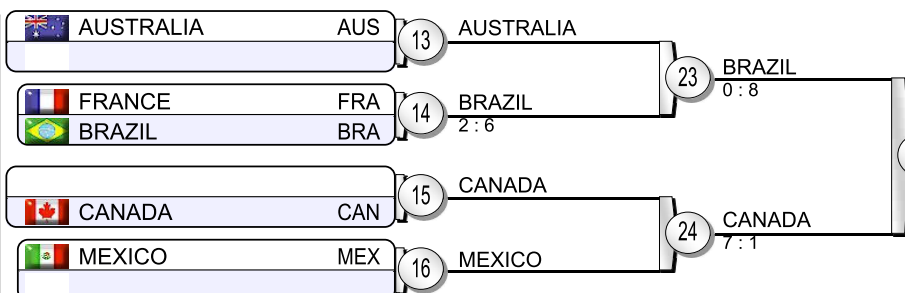 AUSTRALIA AUS
13
AUSTRALIA
23
BRAZIL
0 : 8
FRANCE FRA
BRAZIL BRA
14
BRAZIL
2 : 6
CANADA CAN
15
CANADA
24
CANADA
7 : 1
MEXICO MEX
16
MEXICO